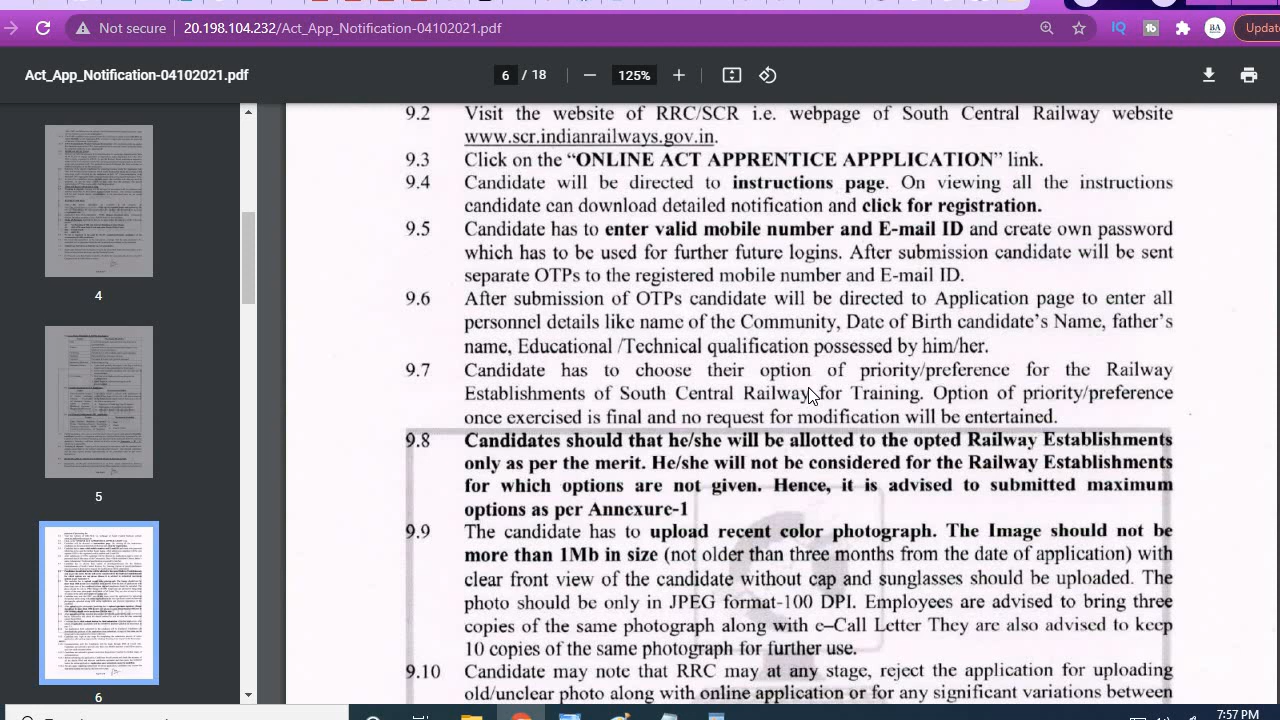 Not secure 20.198.104.232/Act_App_Notification-04102021.pdf
IQ
BA
Updat
Act_App_Notification-04102021.pdf
6 / 18
125%
4
5
6
9.2 Visit the website of RRC/SCR i.e. webpage of South Central Railway website
www.scr.indianrailways.gov.in.
9.3 Click on the “ONLINE ACT APPRENTICE APPPLICATION” link.
9.4 Candidate will be directed to instructions page. On viewing all the instructions
candidate can download detailed notification and click for registration.
9.5 Candidate has to enter valid mobile number and E-mail ID and create own password
which has to be used for further future logins. After submission candidate will be sent
separate OTPs to the registered mobile number and E-mail ID.
9.6 After submission of OTPs candidate will be directed to Application page to enter all
personnel details like name of the Community, Date of Birth candidate’s Name, father’s
name. Educational /Technical qualification possessed by him/her.
9.7 Candidate has to choose their option of priority/preference for the Railway
Establishments of South Central Railway for Training. Option of priority/preference
once exercised is final and no request for modification will be entertained.
9.8 Candidates should that he/she will be allotted to the opted Railway Establishments
only as per the merit. He/she will not be considered for the Railway Establishments
for which options are not given. Hence, it is advised to submitted maximum
options as per Annexure-1
9.9 The candidate has to upload recent color photograph. The Image should not be
more than 1Mb in size (not older than three months from the date of application) with
clear front view of the candidate without cap and sunglasses should be uploaded. The
photo should be only in JPEG format DPI. Employees are advised to bring three
copies of the same photograph along with e–Call Letter They are also advised to keep
10 copies of the same photograph for further use.
9.10 Candidate may note that RRC may at any stage, reject the application for uploading
old/unclear photo along with online application or for any significant variations between
7:57 PM